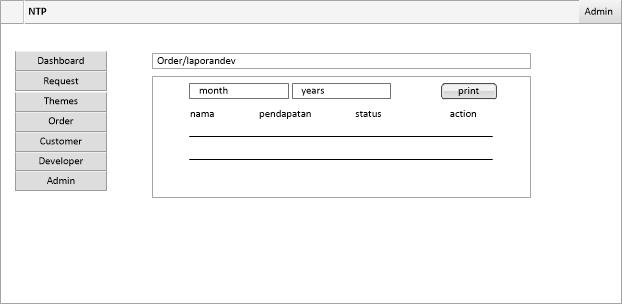 NTP Admin
Dashboard
Request
Themes
Order
Customer
Developer
Admin
Order/laporandev
month years print
nama pendapatan status action